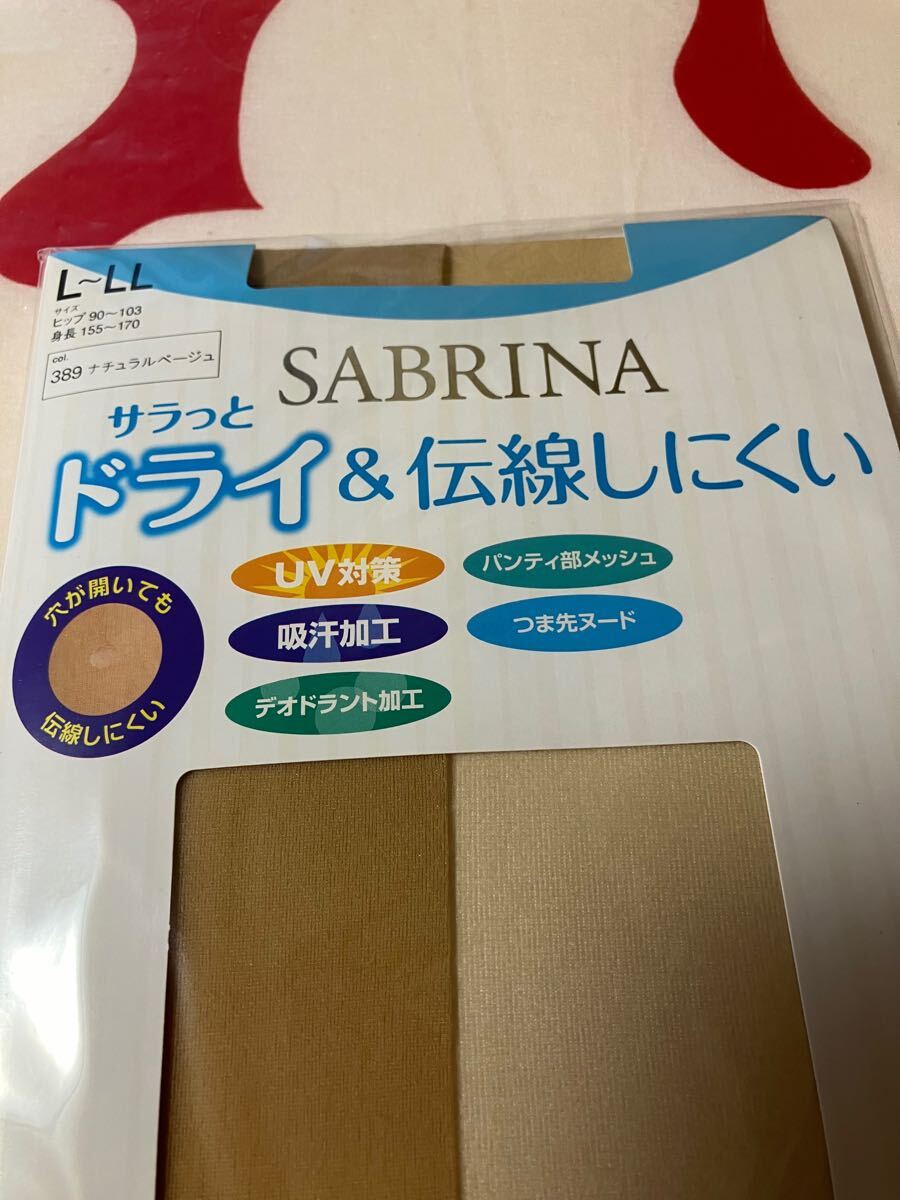 L~LL
サイズ
ヒップ 90~103
身長 155~170
col.
389 ナチュラルベージュ
SABRINA
サラっと
ドライ&伝線しにくい
穴が開いても
伝線しにくい
UV対策
吸汗加工
デオドラント加工
パンティ部メッシュ
つま先ヌード